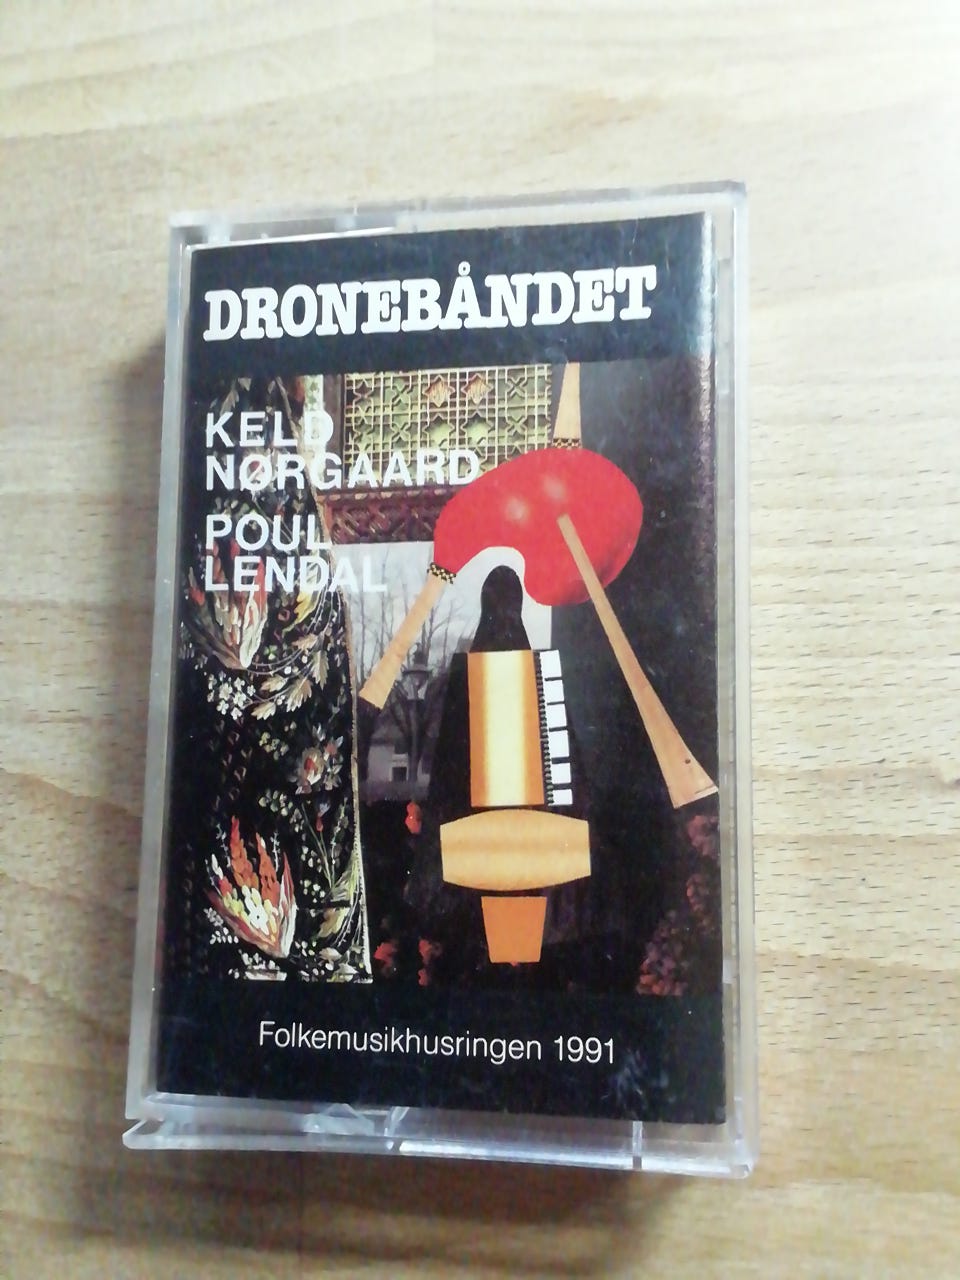 DRONEBÅNDET
KELD
NØRGAARD
POUL
LENDAL
Folkemusikhusringen 1991